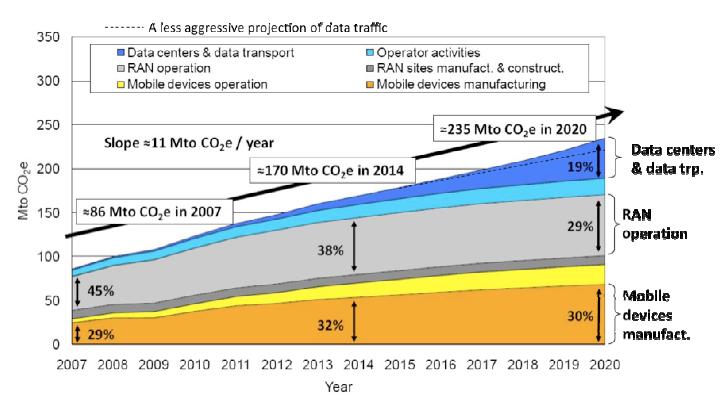 A less aggressive projection of data traffic
350
300
250
200
150
100
50
0
Mto CO₂e
Data centers & data transport
Operator activities
RAN operation
RAN sites manufact. & construct.
Mobile devices operation
Mobile devices manufacturing
Slope ≈11 Mto CO₂e / year
≈86 Mto CO₂e in 2007
≈170 Mto CO₂e in 2014
≈235 Mto CO₂e in 2020
45%
29%
38%
32%
19%
29%
30%
Data centers
& data trp.
RAN
operation
Mobile
devices
manufact.
2007 2008 2009 2010 2011 2012 2013 2014 2015 2016 2017 2018 2019 2020
Year